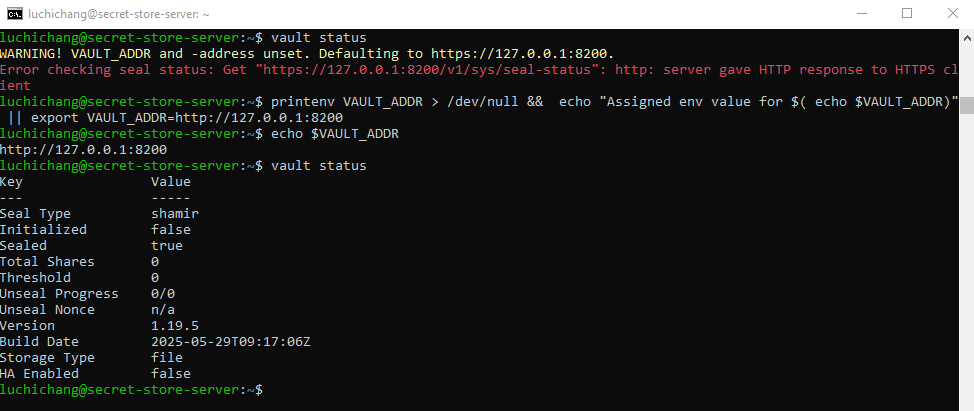 luchichang@secret-store-server: ~
luchichang@secret-store-server:~$ vault status
WARNING! VAULT_ADDR and -address unset. Defaulting to https://127.0.0.1:8200.
Error checking seal status: Get "https://127.0.0.1:8200/v1/sys/seal-status": http: server gave HTTP response to HTTPS cl
ient
luchichang@secret-store-server:~$ printenv VAULT_ADDR > /dev/null &&  echo "Assigned env value for $( echo $VAULT_ADDR)"
 || export VAULT_ADDR=http://127.0.0.1:8200
luchichang@secret-store-server:~$ echo $VAULT_ADDR
http://127.0.0.1:8200
luchichang@secret-store-server:~$ vault status
Key                Value
---                -----
Seal Type          shamir
Initialized        false
Sealed             true
Total Shares       0
Threshold          0
Unseal Progress    0/0
Unseal Nonce       n/a
Version            1.19.5
Build Date         2025-05-29T09:17:06Z
Storage Type       file
HA Enabled         false
luchichang@secret-store-server:~$